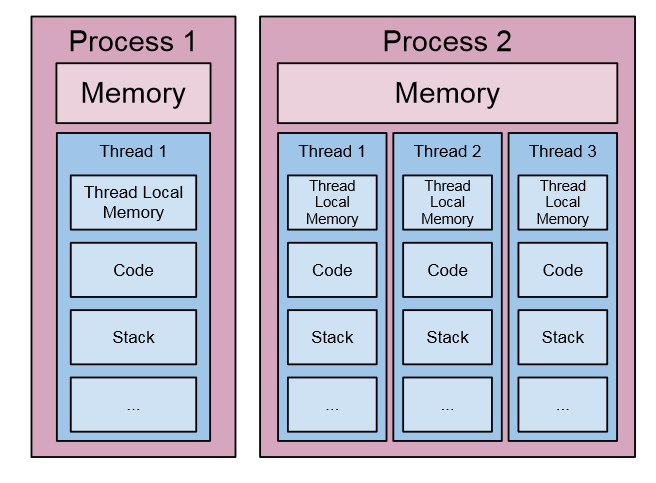 Process 1
Memory
Thread 1
Thread Local
Memory
Code
Stack
...
Process 2
Memory
Thread 1
Thread
Local
Memory
Code
Stack
...
Thread 2
Thread
Local
Memory
Code
Stack
...
Thread 3
Thread
Local
Memory
Code
Stack
...